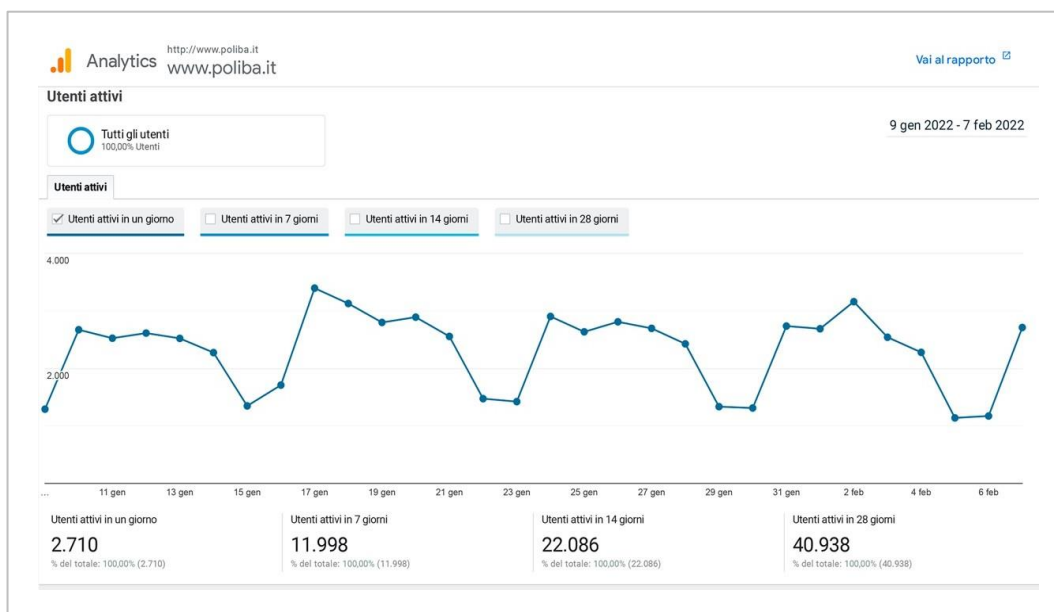 Analytics
http://www.poliba.it
www.poliba.it
Vai al rapporto
Utenti attivi
9 gen 2022 - 7 feb 2022
Tutti gli utenti
100,00% Utenti
Utenti attivi
Utenti attivi in un giorno Utenti attivi in 7 giorni Utenti attivi in 14 giorni Utenti attivi in 28 giorni
4.000
2.000
... 11 gen 13 gen 15 gen 17 gen 19 gen 21 gen 23 gen 25 gen 27 gen 29 gen 31 gen 2 feb 4 feb 6 feb
Utenti attivi in un giorno Utenti attivi in 7 giorni Utenti attivi in 14 giorni Utenti attivi in 28 giorni
2.710 11.998 22.086 40.938
% del totale: 100,00% (2.710) % del totale: 100,00% (11.998) % del totale: 100,00% (22.086) % del totale: 100,00% (40.938)